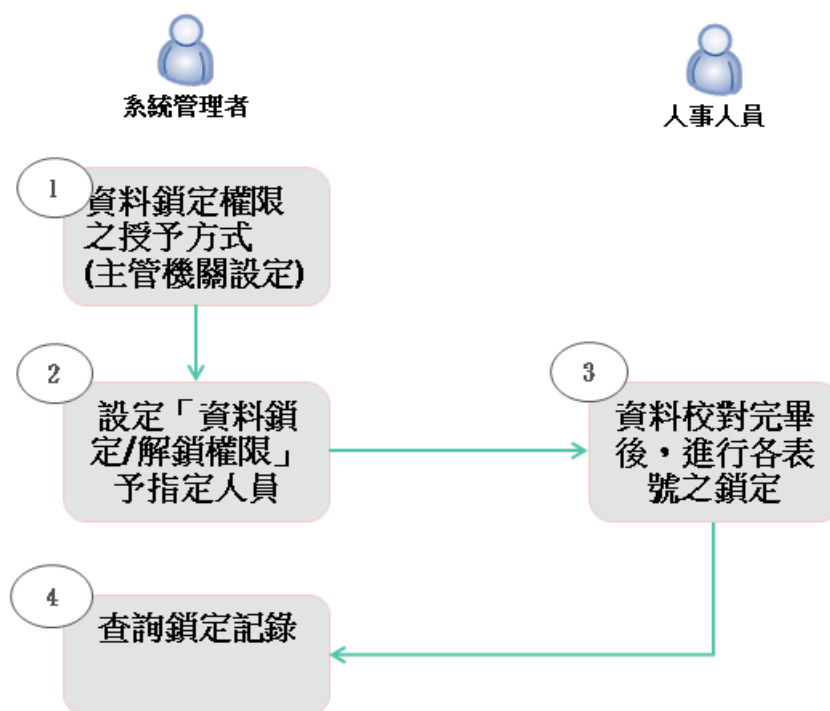 系統管理者
人事人員
1
資料鎖定權限
之授予方式
(主管機關設定)
2
設定「資料鎖
定/解鎖權限」
予指定人員
3
資料校對完畢
後，進行各表
號之鎖定
4
查詢鎖定記錄